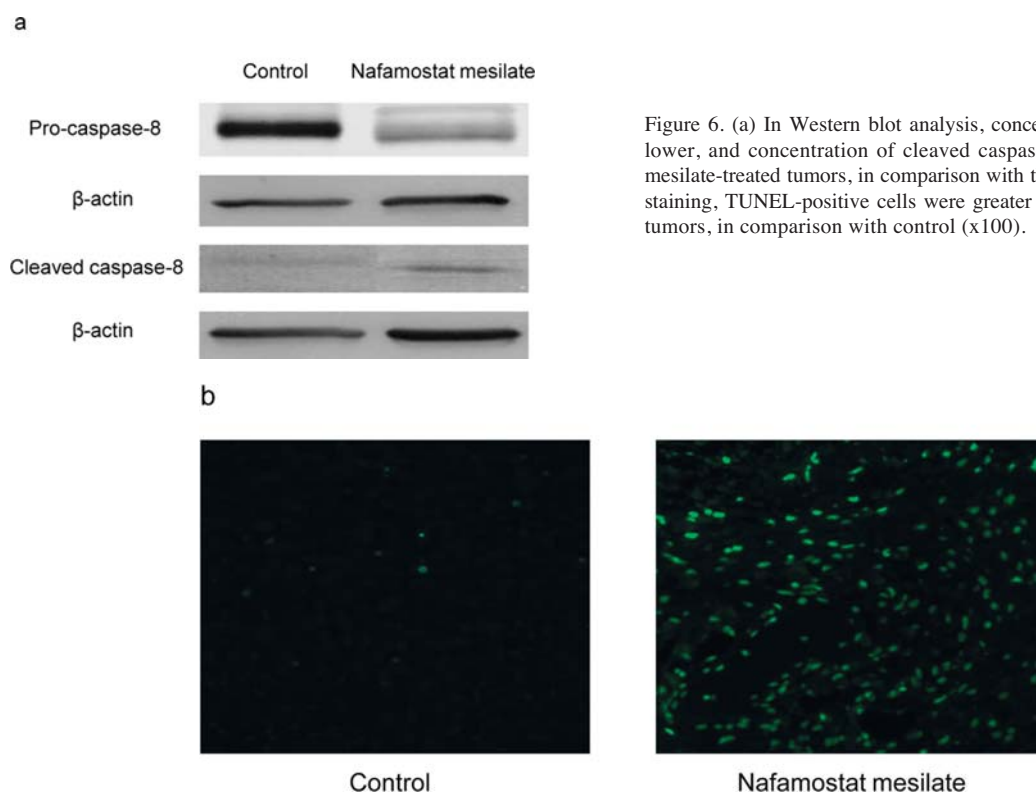 a
Control Nafamostat mesilate
Pro-caspase-8
β-actin
Cleaved caspase-8
β-actin
Figure 6. (a) In Western blot analysis, conce
lower, and concentration of cleaved caspas
mesilate-treated tumors, in comparison with t
staining, TUNEL-positive cells were greater
tumors, in comparison with control (x100).
b
Control Nafamostat mesilate